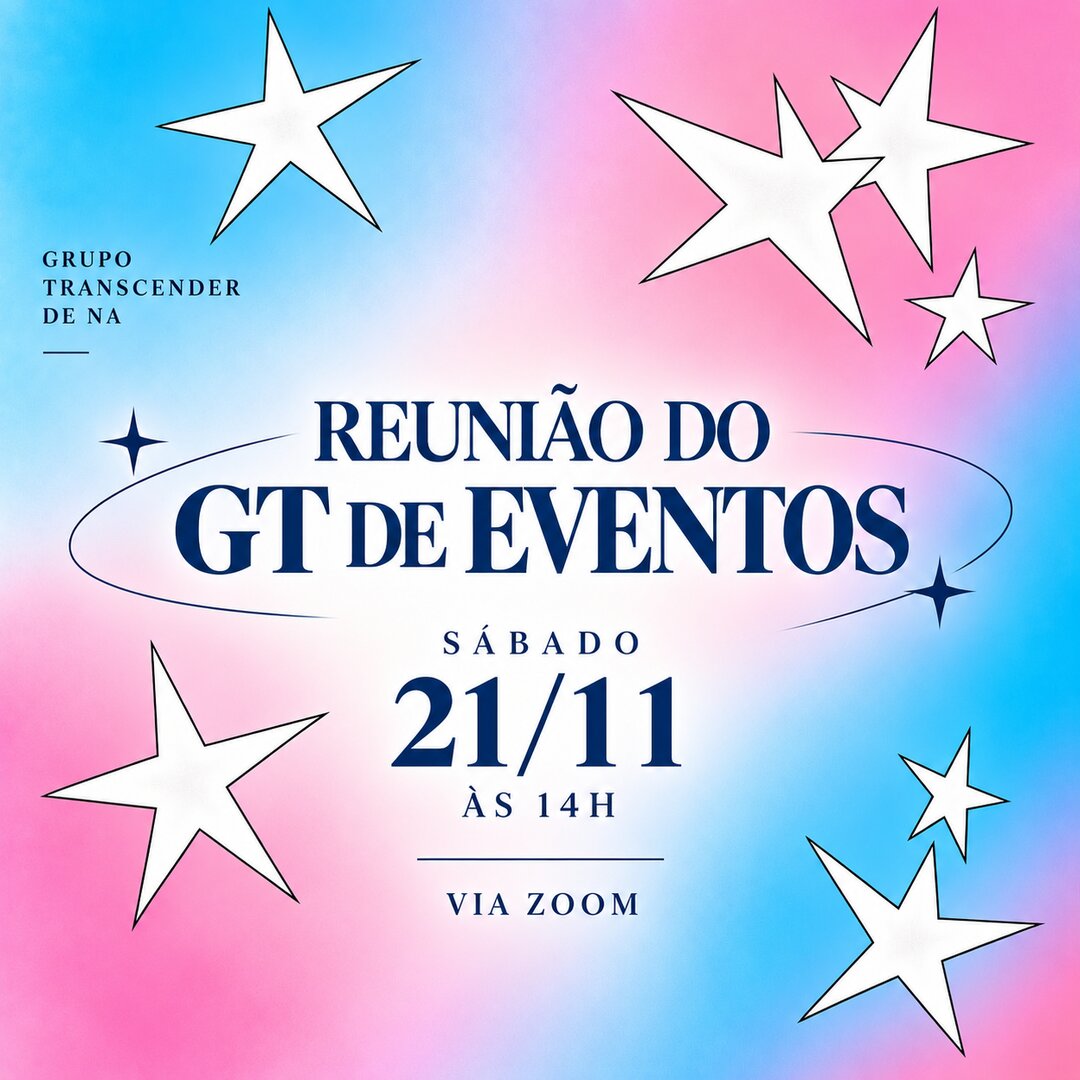 GRUPO
TRANSCENDER
DE NA
REUNIÃO DO
GT DE EVENTOS
SÁBADO
21/11
ÀS 14H
VIA ZOOM